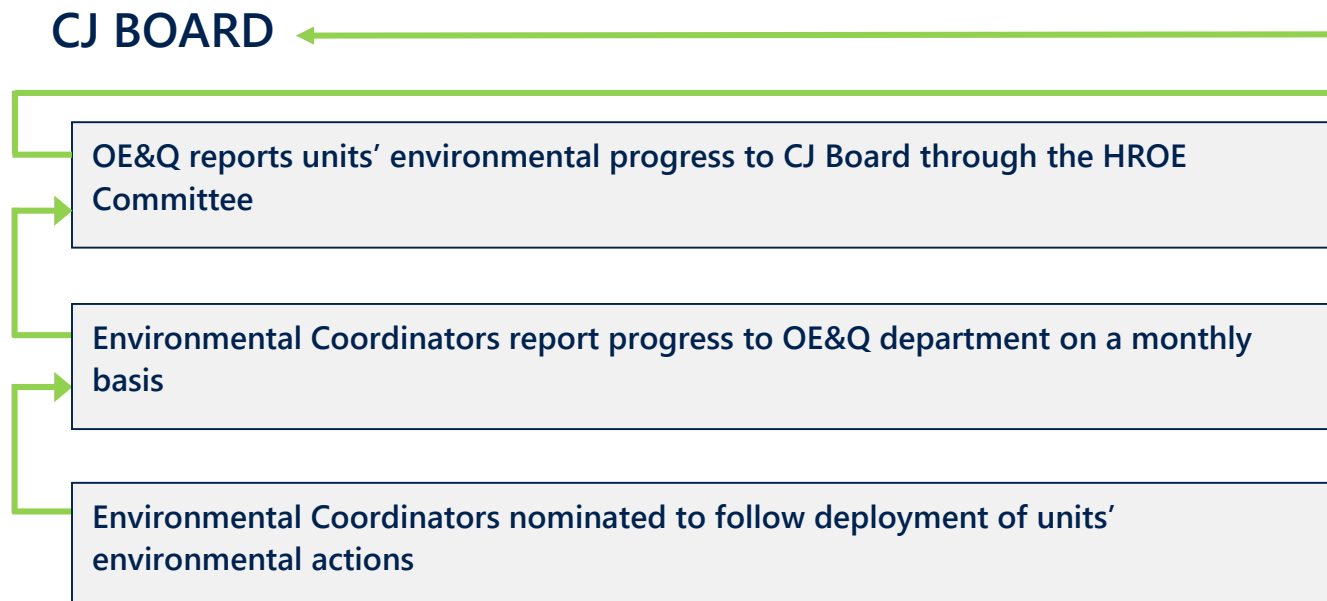 CJ BOARD
OE&Q reports units’ environmental progress to CJ Board through the HROE
Committee
Environmental Coordinators report progress to OE&Q department on a monthly
basis
Environmental Coordinators nominated to follow deployment of units’
environmental actions